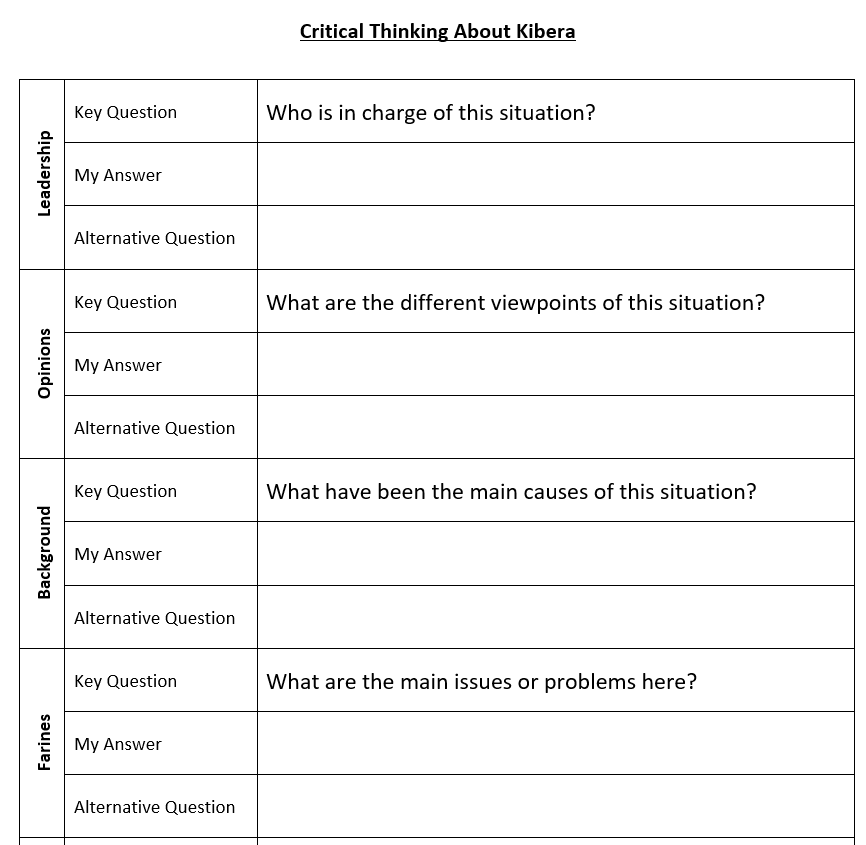 Critical Thinking About Kibera
Leadership
Key Question
Who is in charge of this situation?
My Answer
Alternative Question
Opinions
Key Question
What are the different viewpoints of this situation?
My Answer
Alternative Question
Background
Key Question
What have been the main causes of this situation?
My Answer
Alternative Question
Farines
Key Question
What are the main issues or problems here?
My Answer
Alternative Question